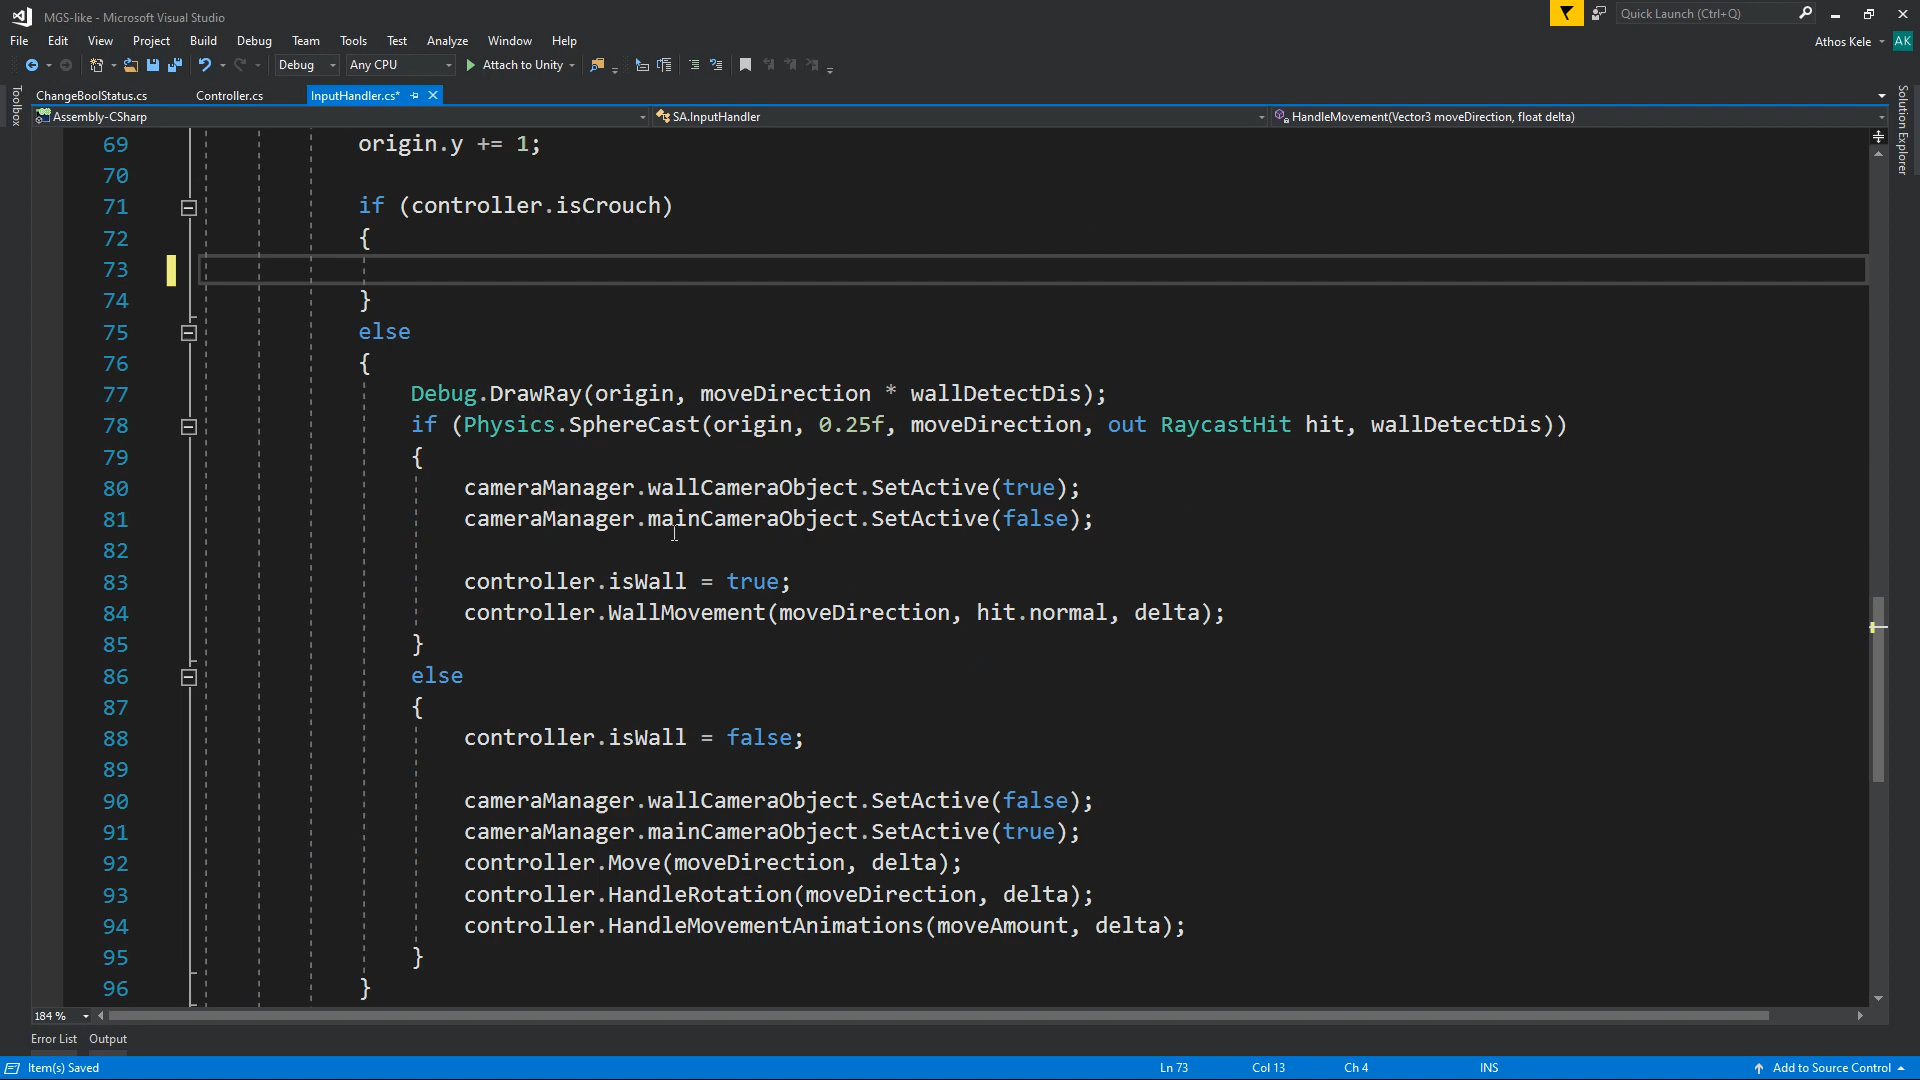 MGS-like - Microsoft Visual Studio
Quick Launch (Ctrl+Q)
File Edit View Project Build Debug Team Tools Test Analyze Window Help
Athos Kele AK
Debug Any CPU Attach to Unity
Toolbox
ChangeBoolStatus.cs Controller.cs InputHandler.cs*
Solution Explorer
Assembly-CSharp SA.InputHandler HandleMovement(Vector3 moveDirection, float delta)
69 origin.y += 1;
70
71 if (controller.isCrouch)
72 {
73
74 }
75 else
76 {
77 Debug.DrawRay(origin, moveDirection * wallDetectDis);
78 if (Physics.SphereCast(origin, 0.25f, moveDirection, out RaycastHit hit, wallDetectDis))
79 {
80 cameraManager.wallCameraObject.SetActive(true);
81 cameraManager.mainCameraObject.SetActive(false);
82
83 controller.isWall = true;
84 controller.WallMovement(moveDirection, hit.normal, delta);
85 }
86 else
87 {
88 controller.isWall = false;
89
90 cameraManager.wallCameraObject.SetActive(false);
91 cameraManager.mainCameraObject.SetActive(true);
92 controller.Move(moveDirection, delta);
93 controller.HandleRotation(moveDirection, delta);
94 controller.HandleMovementAnimations(moveAmount, delta);
95 }
96 }
184 %
Error List Output
Item(s) Saved Ln 73 Col 13 Ch 4 INS Add to Source Control